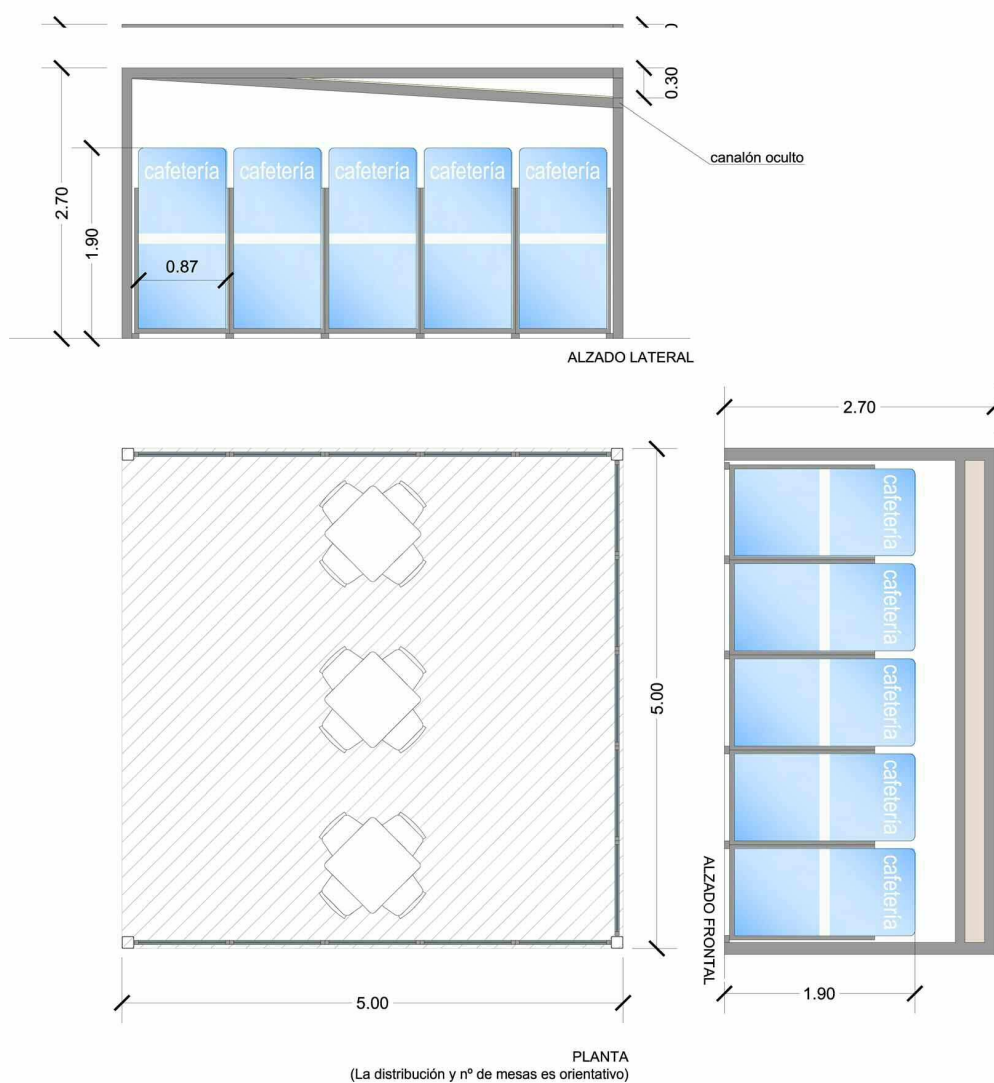 0.30
canalón oculto
2.70
1.90
cafetería
cafetería
cafetería
cafetería
cafetería
0.87
ALZADO LATERAL
2.70
5.00
5.00
cafetería
cafetería
cafetería
cafetería
cafetería
ALZADO FRONTAL
1.90
PLANTA
(La distribución y nº de mesas es orientativo)